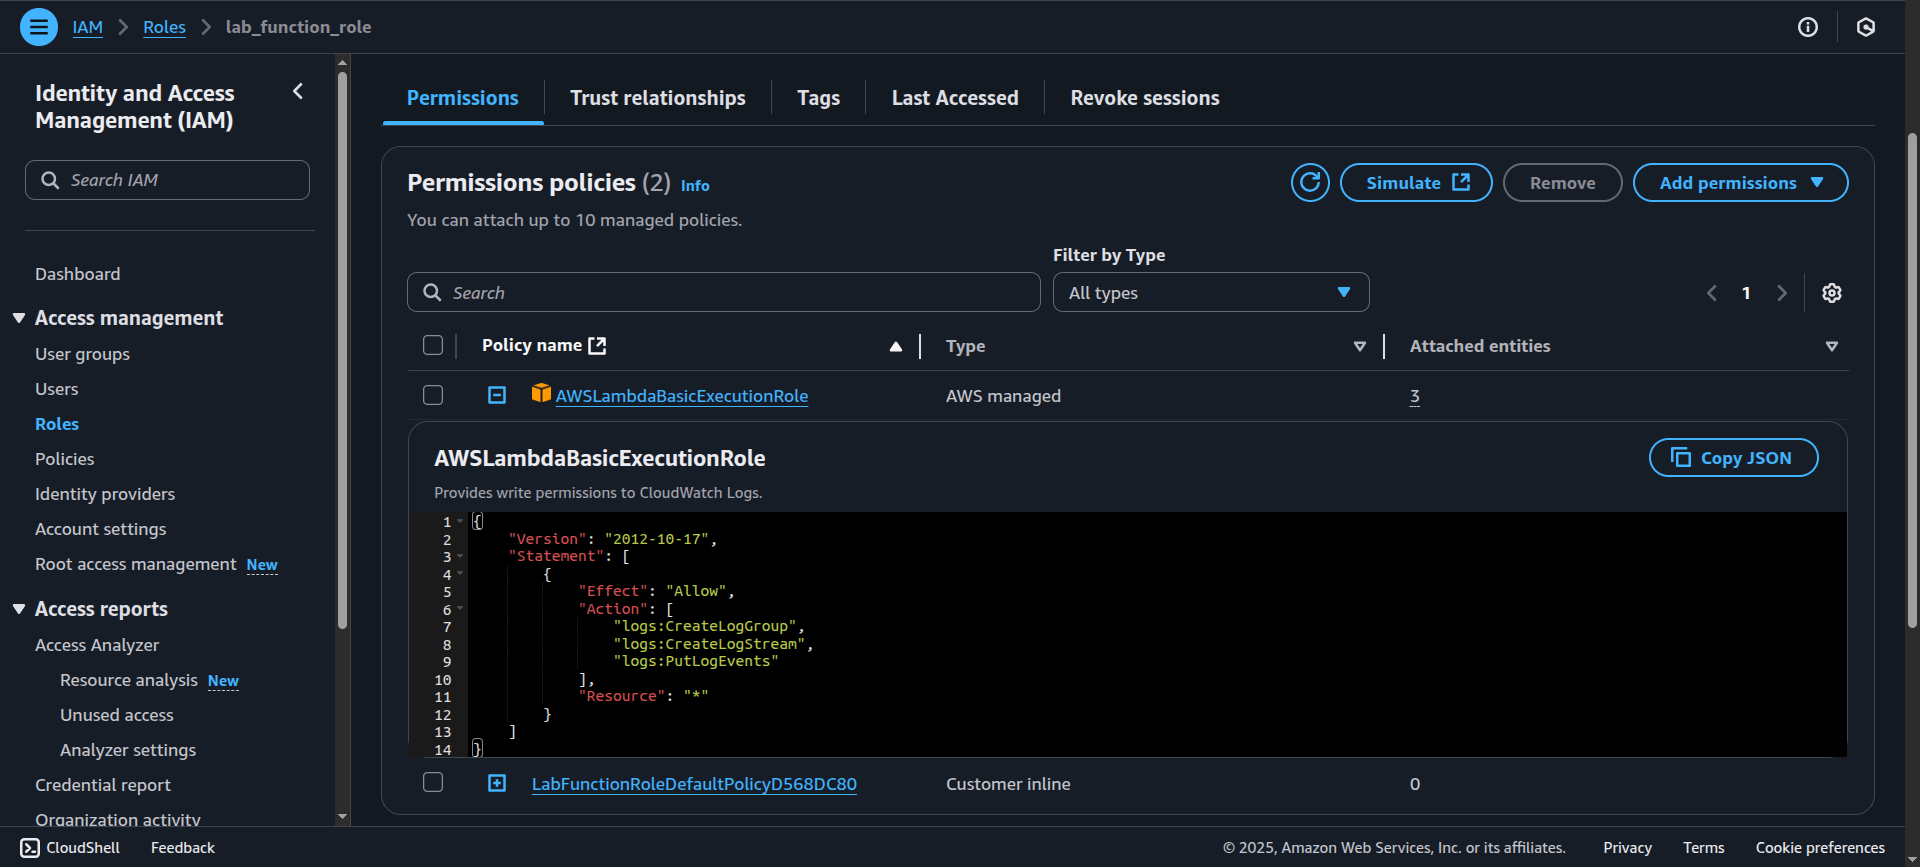 IAM > Roles > lab_function_role
Identity and Access
Management (IAM)
Search IAM
Dashboard
Access management
User groups
Users
Roles
Policies
Identity providers
Account settings
Root access management New
Access reports
Access Analyzer
Resource analysis New
Unused access
Analyzer settings
Credential report
Organization activity
Permissions Trust relationships Tags Last Accessed Revoke sessions
Permissions policies (2) Info
Simulate Remove Add permissions
You can attach up to 10 managed policies.
Filter by Type
Search All types 1
Policy name Type Attached entities
AWSLambdaBasicExecutionRole AWS managed 3
AWSLambdaBasicExecutionRole
Copy JSON
Provides write permissions to CloudWatch Logs.
1 {
2 "Version": "2012-10-17",
3 "Statement": [
4 {
5 "Effect": "Allow",
6 "Action": [
7 "logs:CreateLogGroup",
8 "logs:CreateLogStream",
9 "logs:PutLogEvents"
10 ],
11 "Resource": "*"
12 }
13 ]
14 }
LabFunctionRoleDefaultPolicyD568DC80 Customer inline 0
CloudShell Feedback © 2025, Amazon Web Services, Inc. or its affiliates. Privacy Terms Cookie preferences